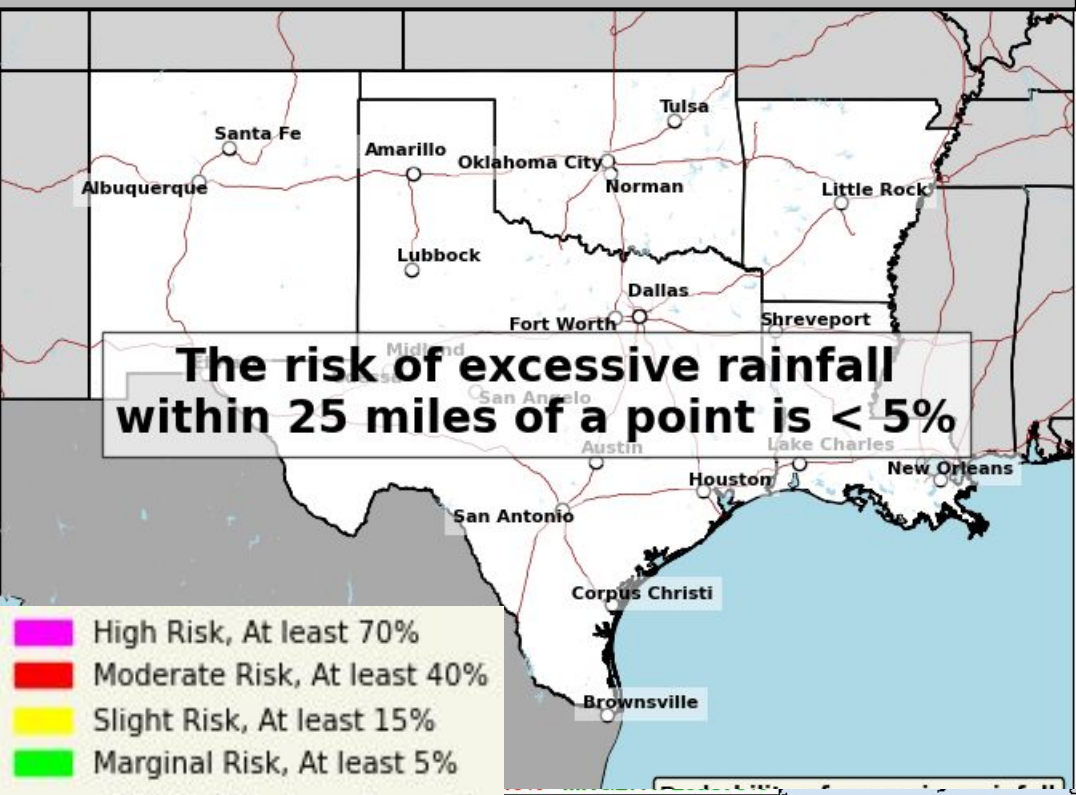 Tulsa
Santa Fe
Amarillo
Oklahoma City
Albuquerque
Norman
Little Rock
Lubbock
Dallas
Fort Worth
Shreveport
Midland
The risk of excessive rainfall
within 25 miles of a point is < 5%
San Angelo
Austin
Lake Charles
New Orleans
Houston
San Antonio
Corpus Christi
High Risk, At least 70%
Moderate Risk, At least 40%
Slight Risk, At least 15%
Marginal Risk, At least 5%
Brownsville